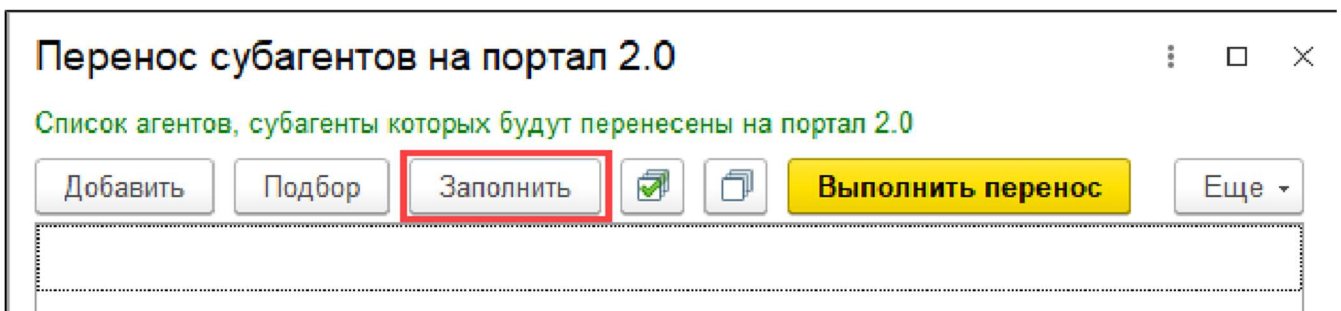 Перенос субагентов на портал 2.0
Список агентов, субагенты которых будут перенесены на портал 2.0
Добавить Подбор Заполнить Выполнить перенос Еще